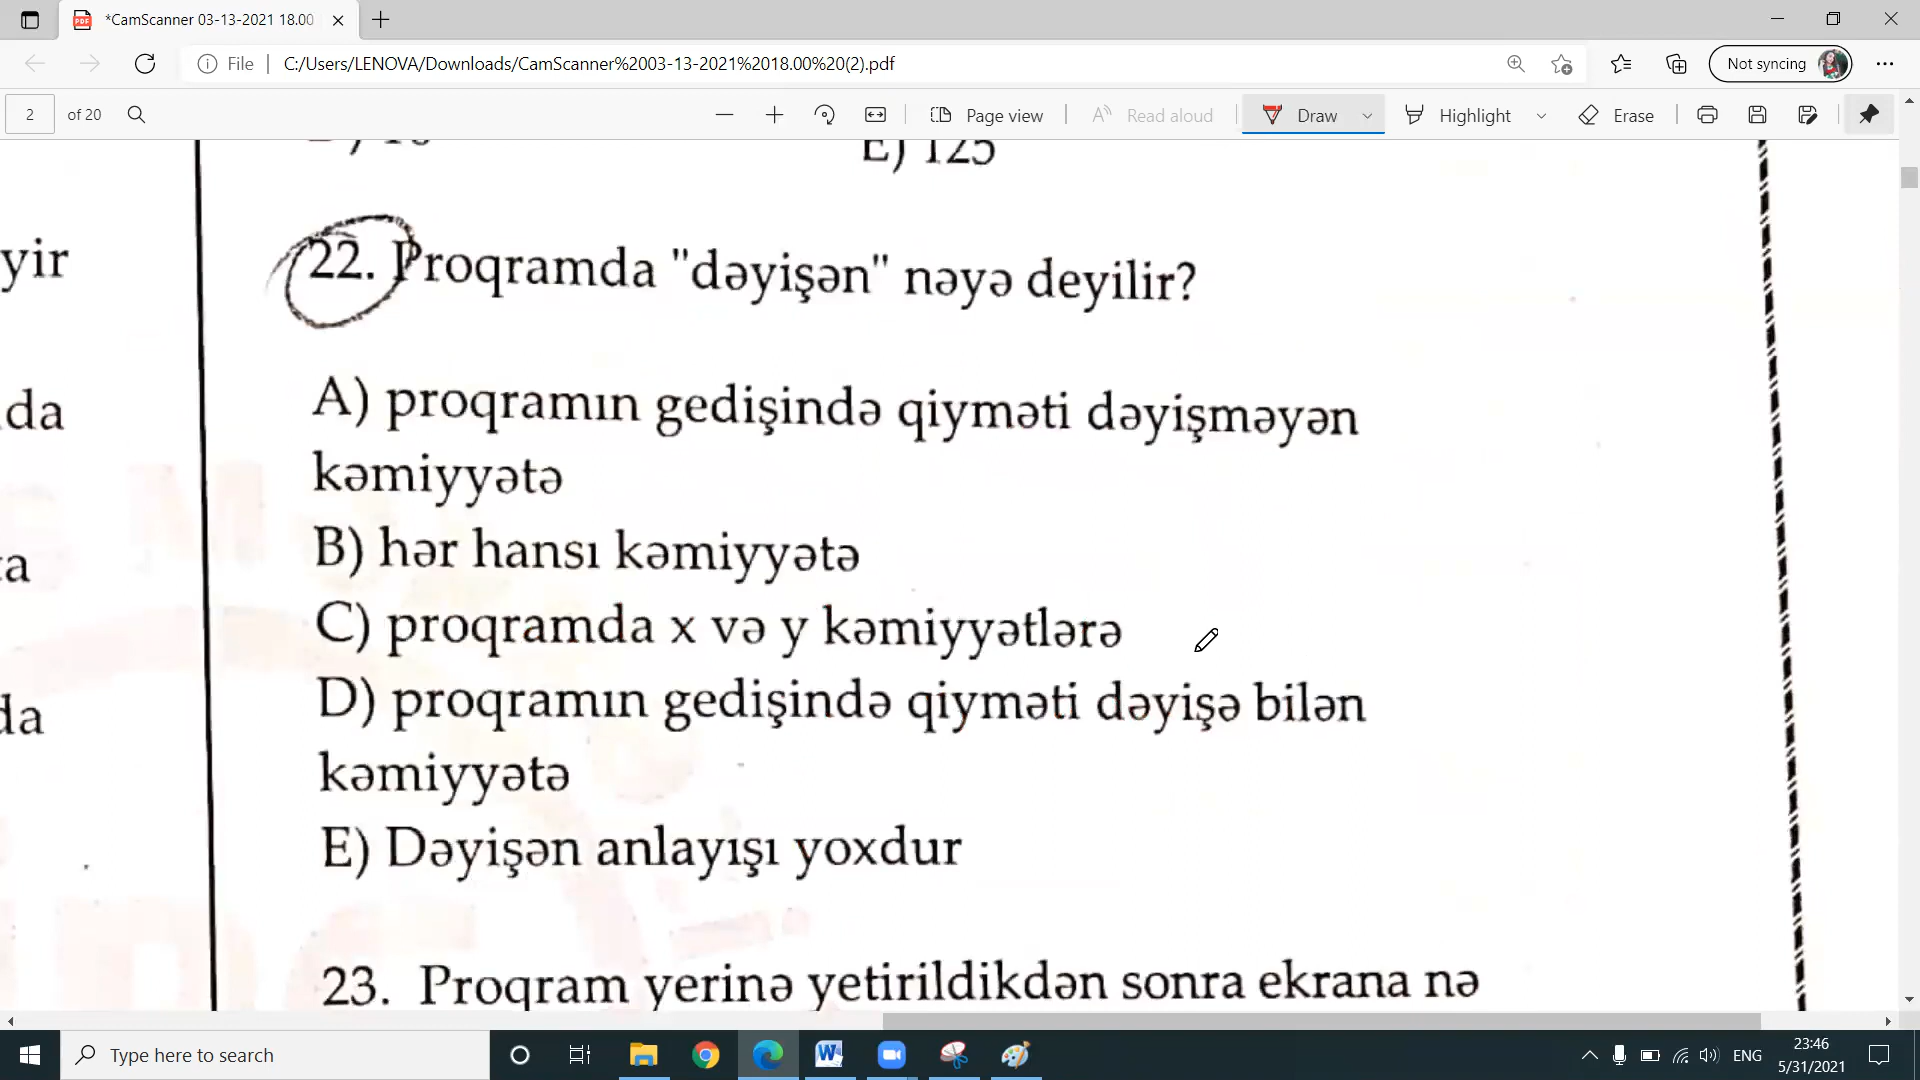 *CamScanner 03-13-2021 18.00
File
C:/Users/LENOVA/Downloads/CamScanner%2003-13-2021%2018.00%20(2).pdf
Not syncing
2 of 20
Page view
Read aloud
Draw
Highlight
Erase
E) 125
yir
22. Proqramda "dəyişən" nəyə deyilir?
da
A) proqramın gedişində qiyməti dəyişməyən
kəmiyyətə
B) hər hansı kəmiyyətə
a
C) proqramda x və y kəmiyyətlərə
D) proqramın gedişində qiyməti dəyişə bilən
da
kəmiyyətə
E) Dəyişən anlayışı yoxdur
23. Proqram yerinə yetirildikdən sonra ekrana nə
Type here to search
ENG
23:46
5/31/2021